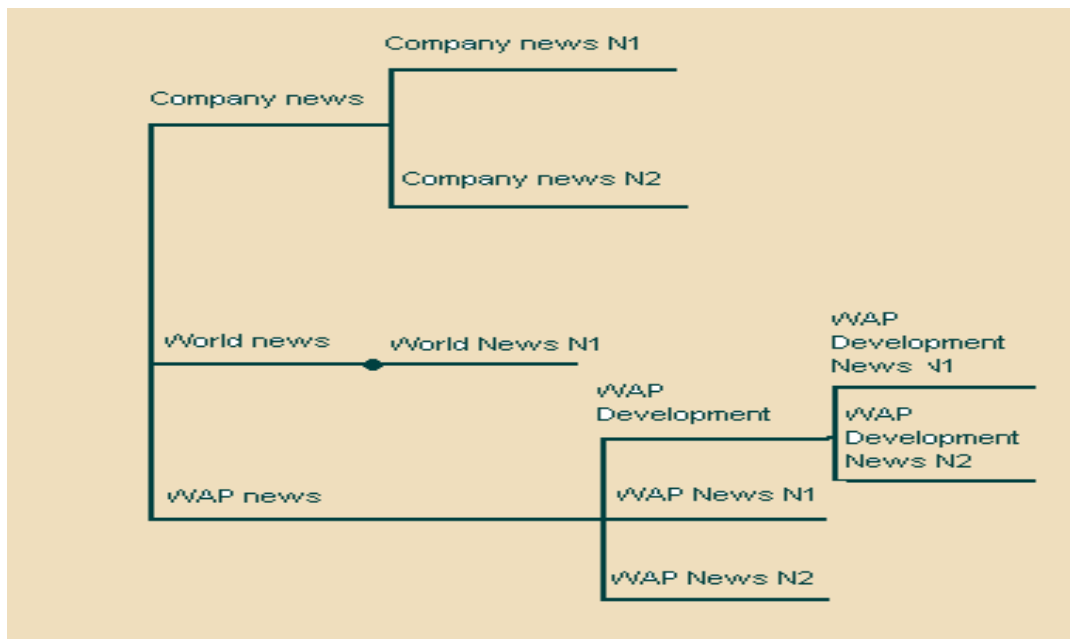 Company news N1
Company news
Company news N2
World news
World News N1
WAP
Development
News N1
WAP
Development
WAP
Development
News N2
WAP news
WAP News N1
WAP News N2